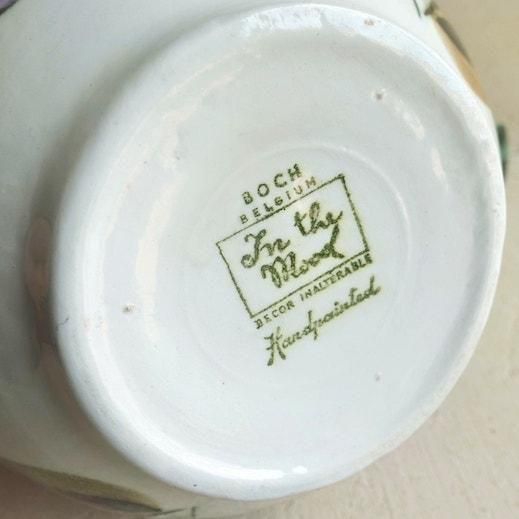 BOCH
BELGIUM
In the
Mood
DECOR INALTERABLE
Handpainted